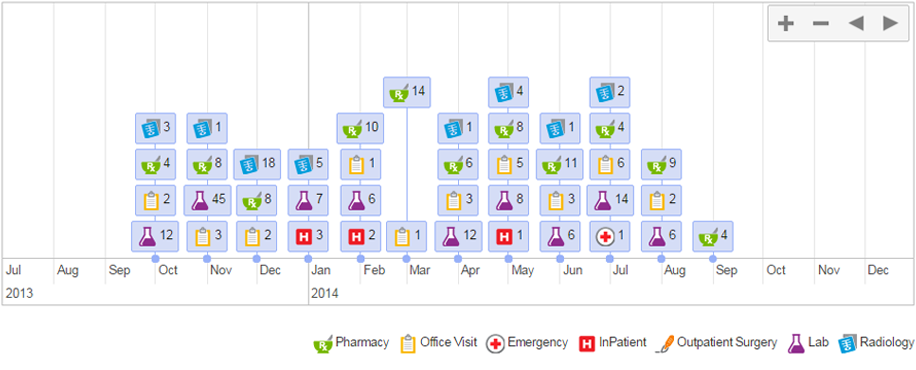 14
4 2
3 1 10 1 8 1 4
4 8 18 5 1 6 5 11 6 9
2 45 8 7 6 3 8 3 14 2
12 3 2 3 2 1 12 1 6 1 6 4
Jul Aug Sep Oct Nov Dec Jan Feb Mar Apr May Jun Jul Aug Sep Oct Nov Dec
2013 2014
Pharmacy Office Visit Emergency InPatient Outpatient Surgery Lab Radiology